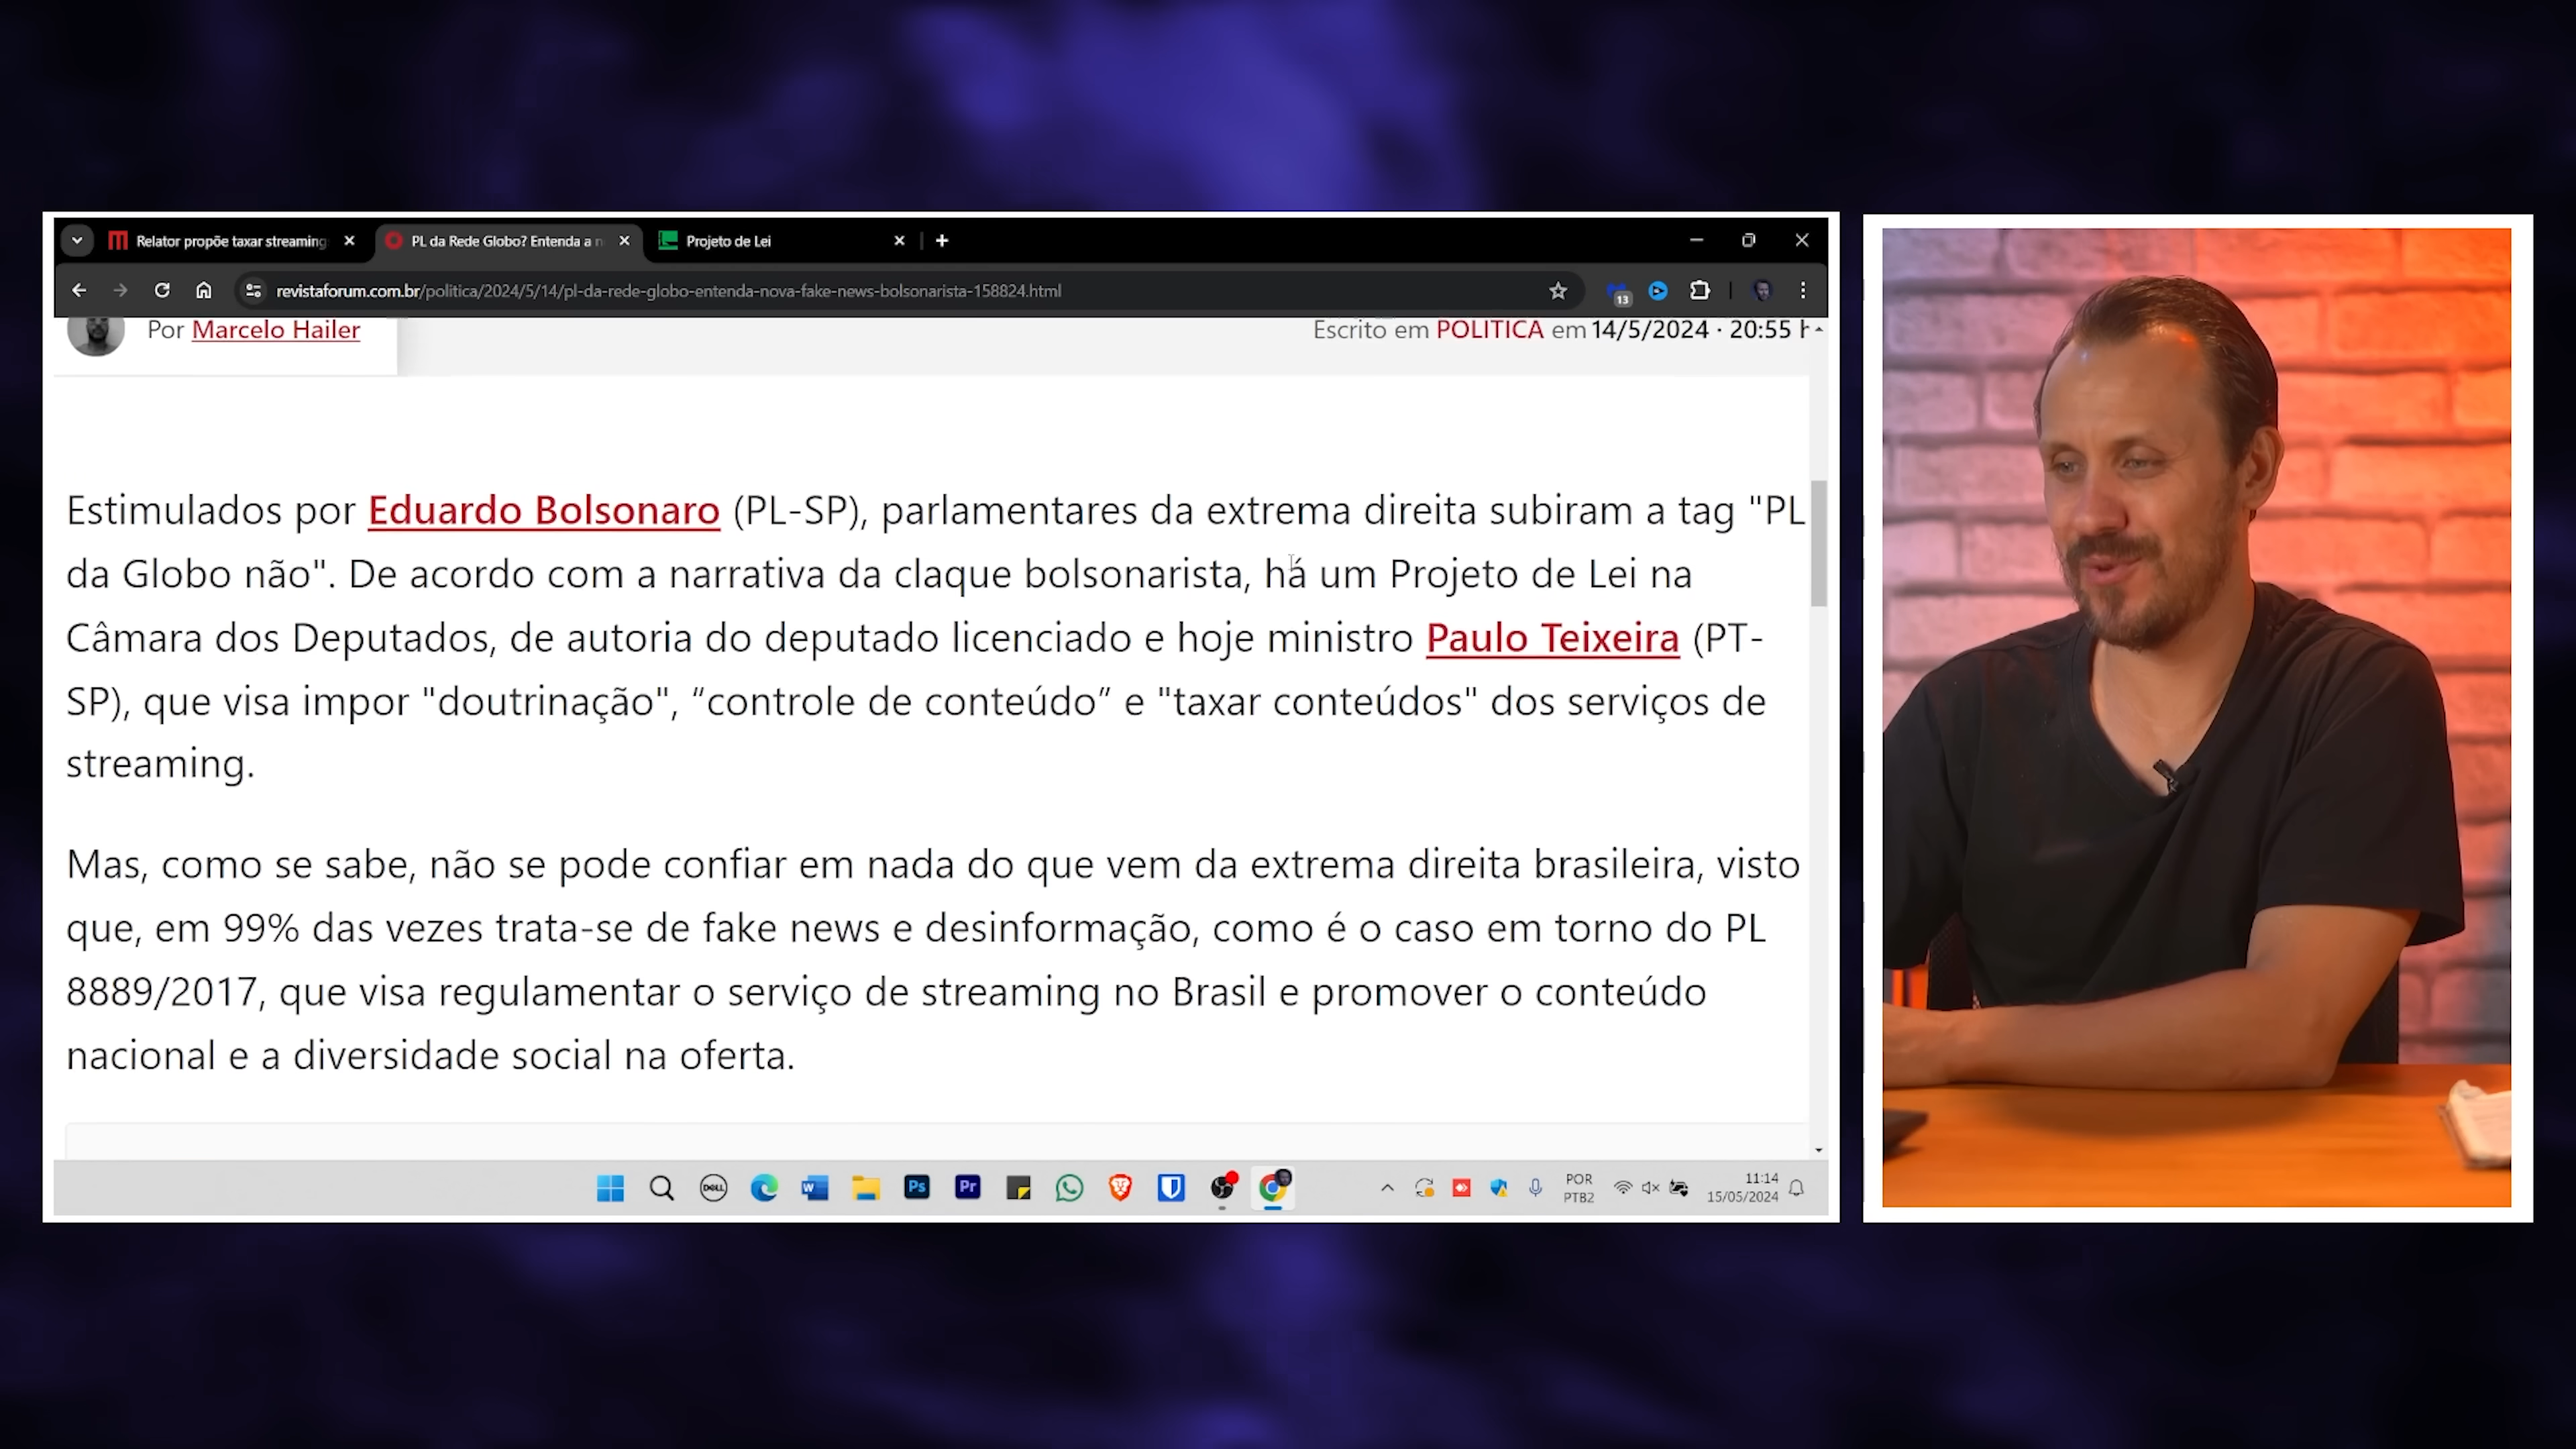 Relator propõe taxar streaming
PL da Rede Globo? Entenda a n
Projeto de Lei
revistaforum.com.br/politica/2024/5/14/pl-da-rede-globo-entenda-nova-fake-news-bolsonarista-158824.html
13
Por Marcelo Hailer
Escrito em POLITICA em 14/5/2024 · 20:55 h
Estimulados por Eduardo Bolsonaro (PL-SP), parlamentares da extrema direita subiram a tag "PL
da Globo não". De acordo com a narrativa da claque bolsonarista, há um Projeto de Lei na
Câmara dos Deputados, de autoria do deputado licenciado e hoje ministro Paulo Teixeira (PT-
SP), que visa impor "doutrinação", “controle de conteúdo” e "taxar conteúdos" dos serviços de
streaming.
Mas, como se sabe, não se pode confiar em nada do que vem da extrema direita brasileira, visto
que, em 99% das vezes trata-se de fake news e desinformação, como é o caso em torno do PL
8889/2017, que visa regulamentar o serviço de streaming no Brasil e promover o conteúdo
nacional e a diversidade social na oferta.
DELL
W
Ps
Pr
POR
PTB2
11:14
15/05/2024